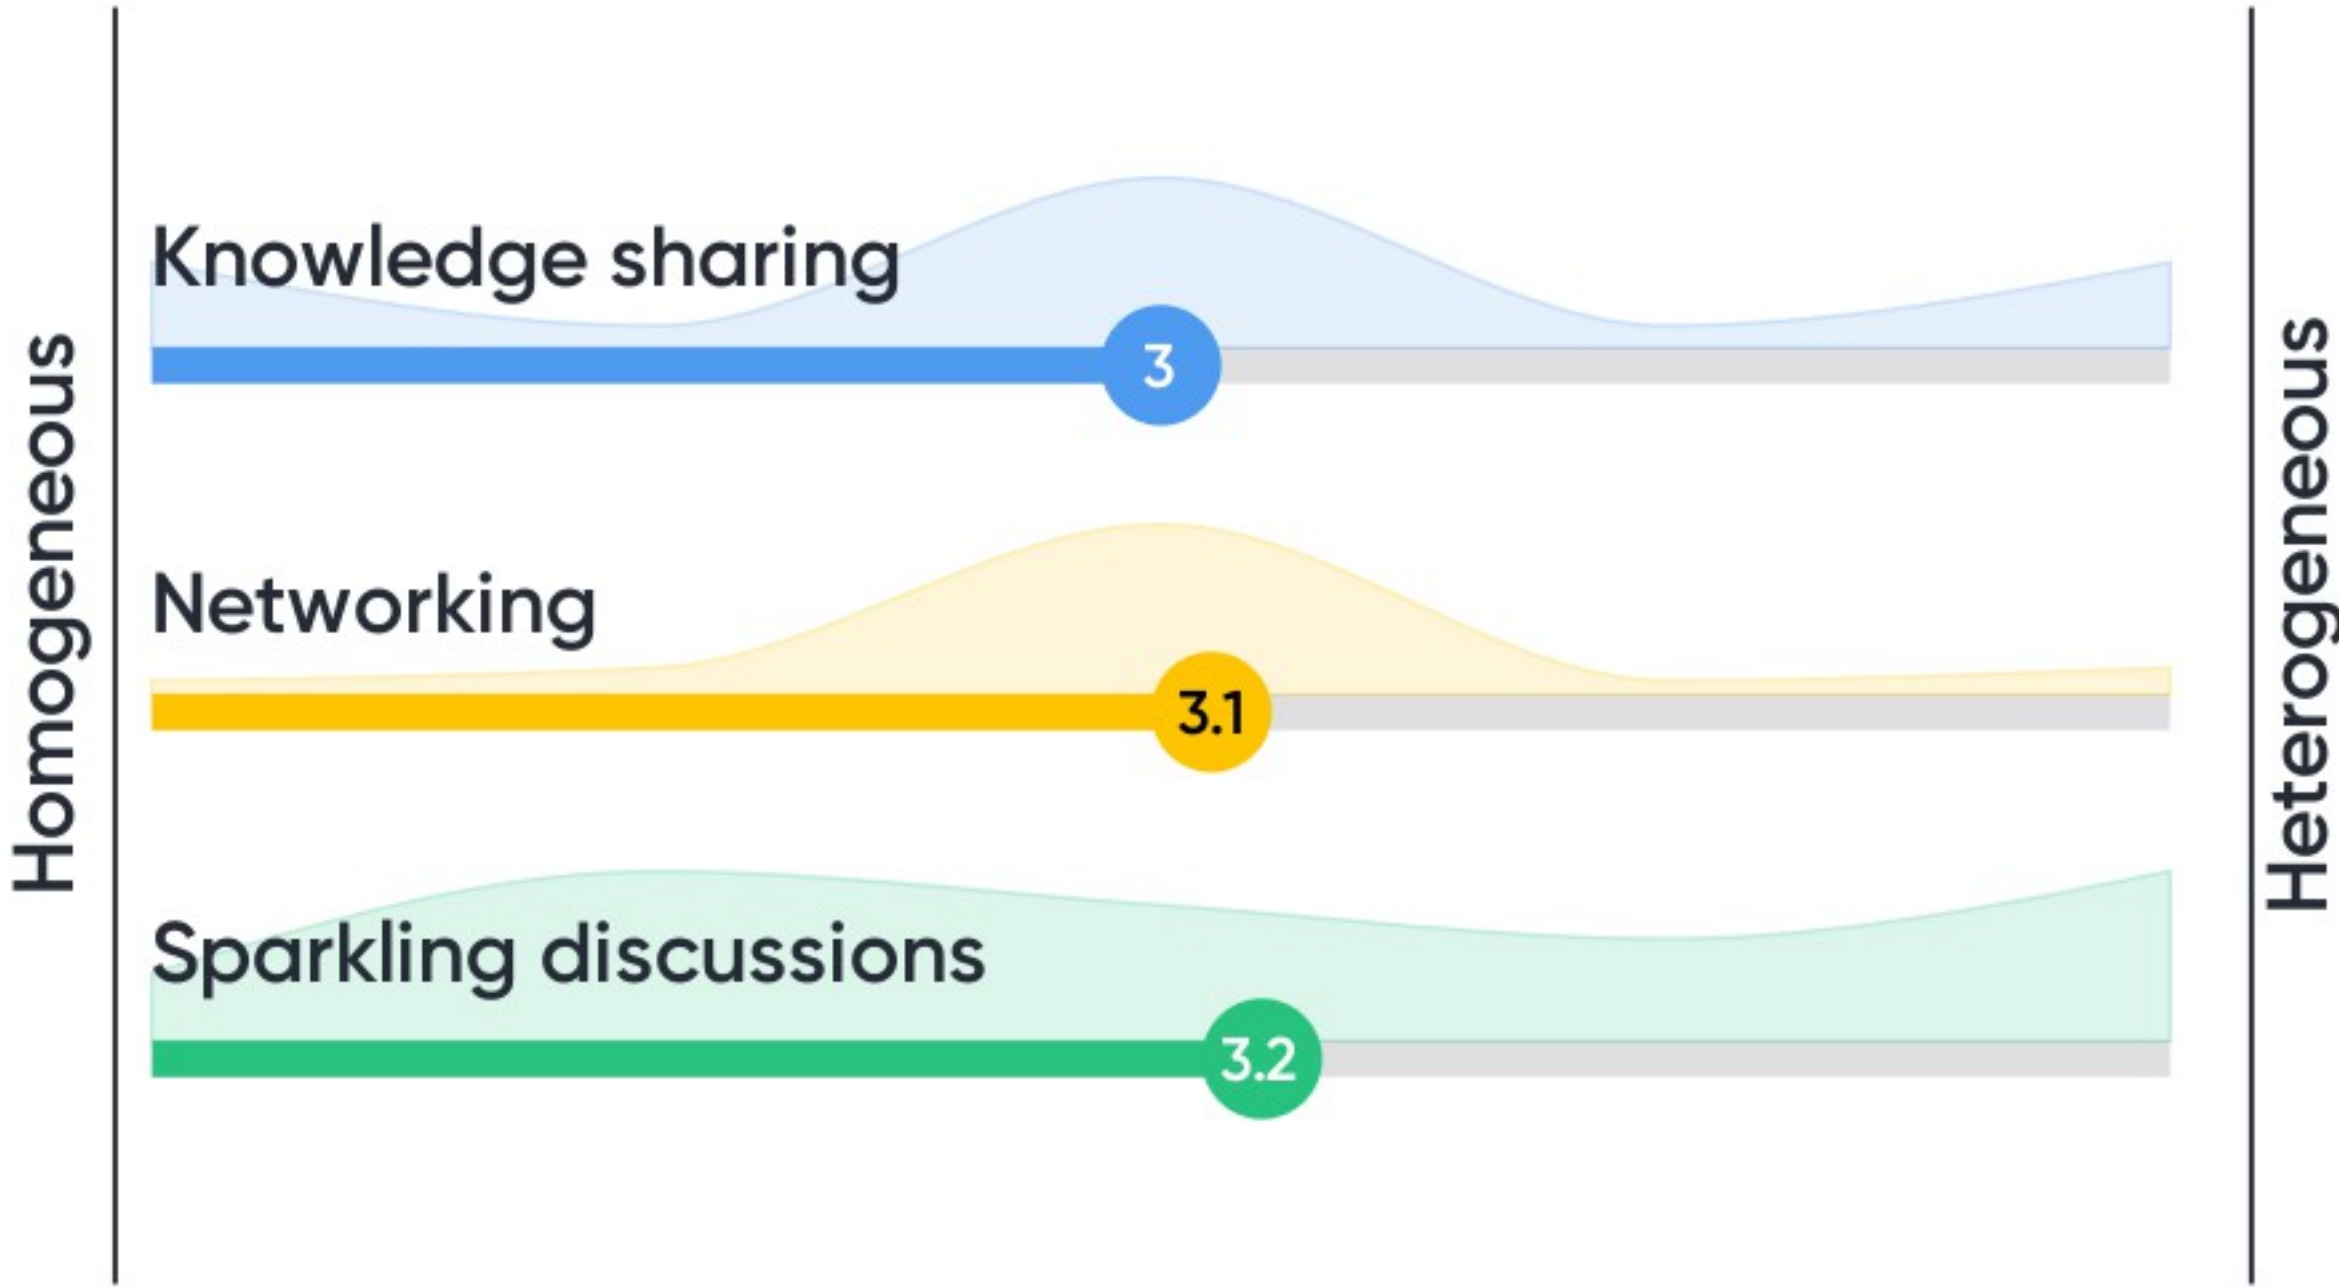 Homogeneous
Knowledge sharing
3
Networking
3.1
Sparkling discussions
3.2
Heterogeneous